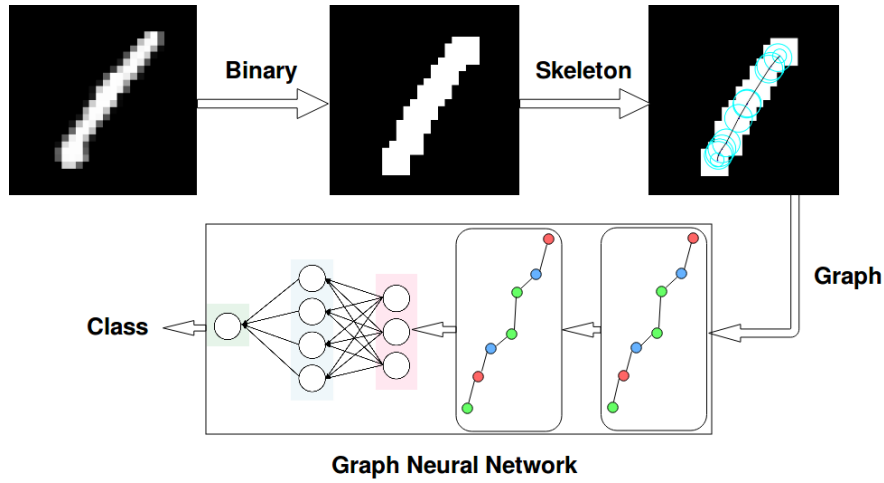 Binary
Skeleton
Graph
Class
Graph Neural Network